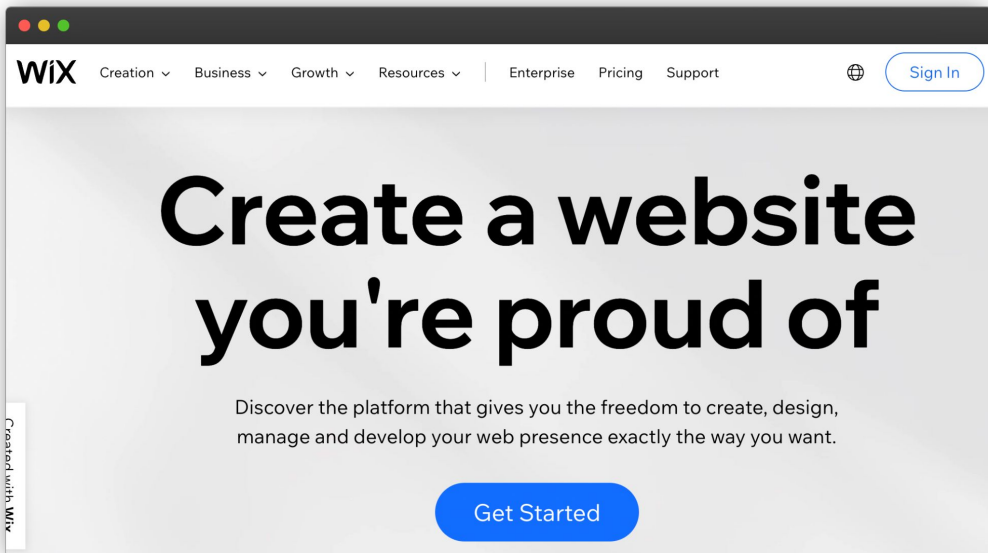 WiX Creation Business Growth Resources Enterprise Pricing Support Sign In
Create a website
you're proud of
Discover the platform that gives you the freedom to create, design,
manage and develop your web presence exactly the way you want.
Created with Wix
Get Started